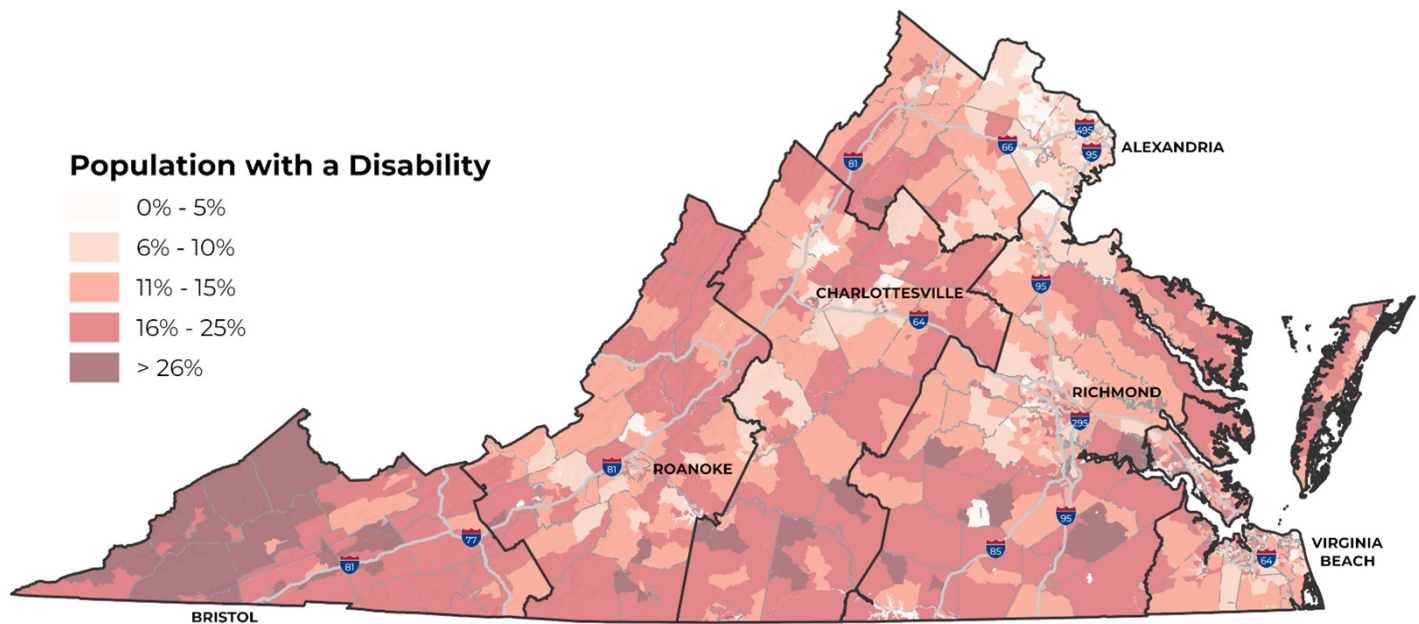 Population with a Disability
0% - 5%
6% - 10%
11% - 15%
16% - 25%
> 26%
495
95
ALEXANDRIA
66
81
95
CHARLOTTESVILLE
64
RICHMOND
295
ROANOKE
81
95
77
85
VIRGINIA
BEACH
64
81
BRISTOL